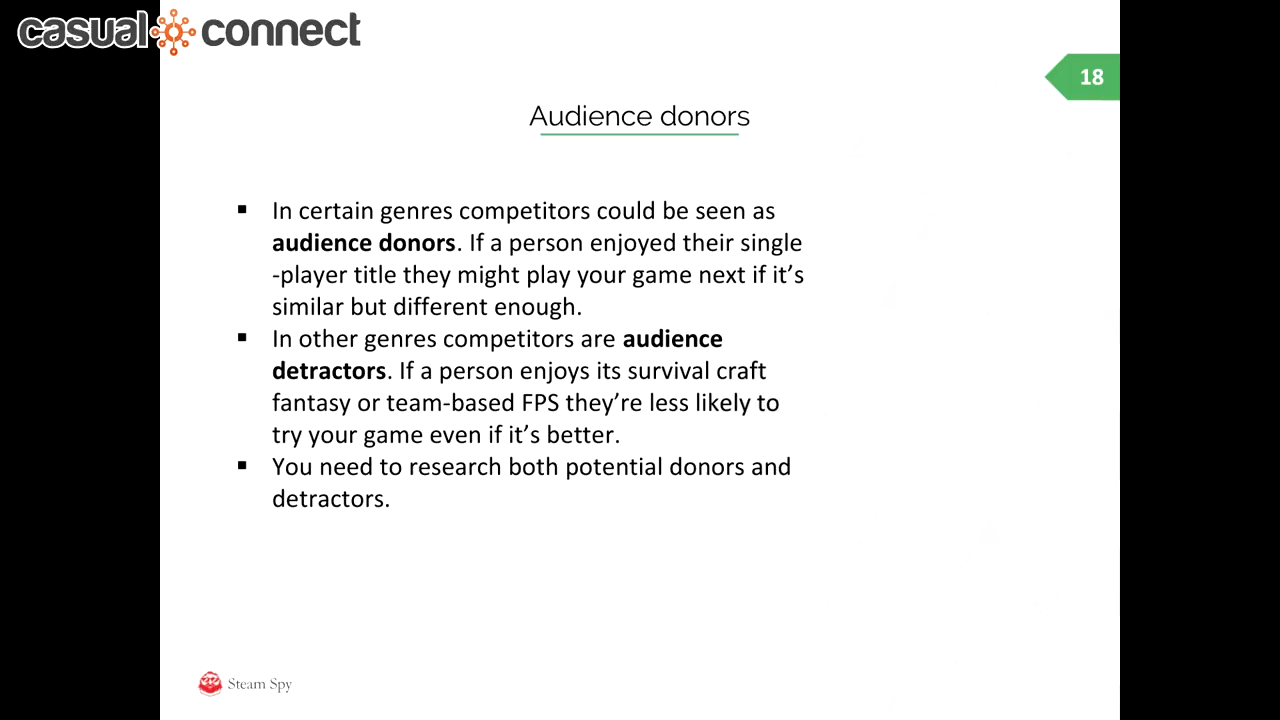 casual connect
18
Audience donors
▪ In certain genres competitors could be seen as
audience donors. If a person enjoyed their single
-player title they might play your game next if it’s
similar but different enough.
▪ In other genres competitors are audience
detractors. If a person enjoys its survival craft
fantasy or team-based FPS they’re less likely to
try your game even if it’s better.
▪ You need to research both potential donors and
detractors.
Steam Spy